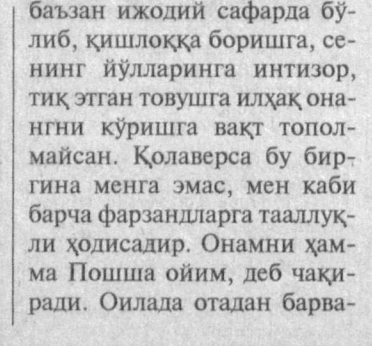 баъзан ижодий сафарда бў-
либ, қишлоққа боришга, се-
нинг йўлларинга интизор,
тиқ этган товушга илҳақ она-
нгни кўришга вақт топол-
майсан. Қолаверса бу бир-
гина менга эмас, мен каби
барча фарзандларга тааллуқ-
ли ҳодисадир. Онамни ҳам-
ма Пошша ойим, деб чақи-
ради. Оилада отадан барва-